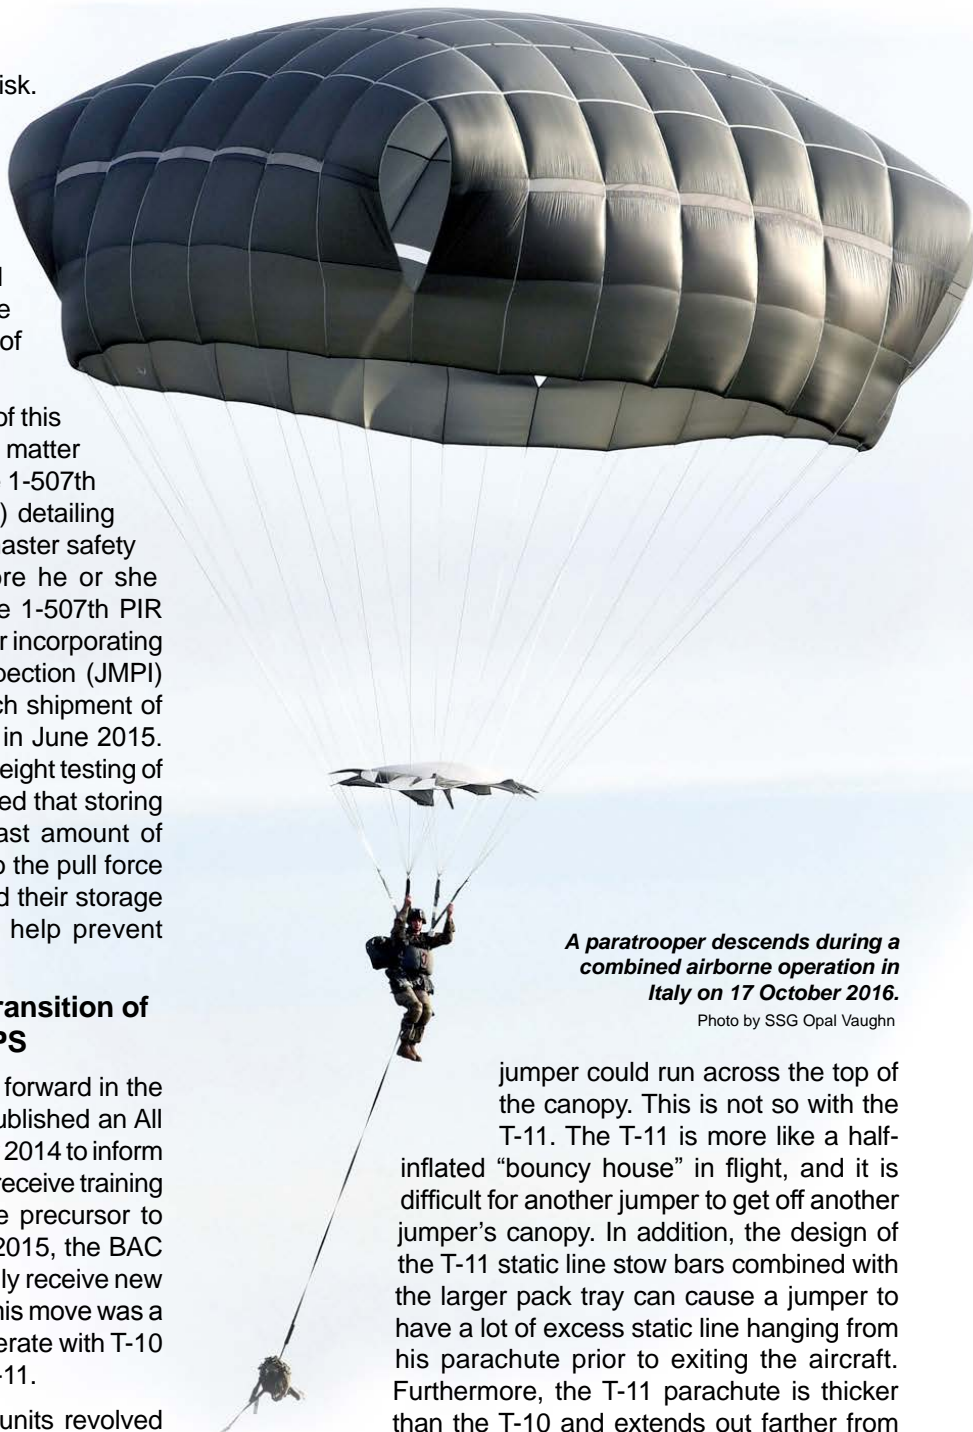 isk.
of
of this
matter
1-507th
) detailing
aster safety
ore he or she
e 1-507th PIR
r incorporating
pection (JMPI)
ch shipment of
in June 2015.
eight testing of
ed that storing
ast amount of
o the pull force
d their storage
help prevent
ransition of
PS
forward in the
ublished an All
2014 to inform
receive training
e precursor to
2015, the BAC
ly receive new
his move was a
erate with T-10
-11.
units revolved
A paratrooper descends during a
combined airborne operation in
Italy on 17 October 2016.
Photo by SSG Opal Vaughn
jumper could run across the top of
the canopy. This is not so with the
T-11. The T-11 is more like a half-
inflated “bouncy house” in flight, and it is
difficult for another jumper to get off another
jumper’s canopy. In addition, the design of
the T-11 static line stow bars combined with
the larger pack tray can cause a jumper to
have a lot of excess static line hanging from
his parachute prior to exiting the aircraft.
Furthermore, the T-11 parachute is thicker
than the T-10 and extends out farther from